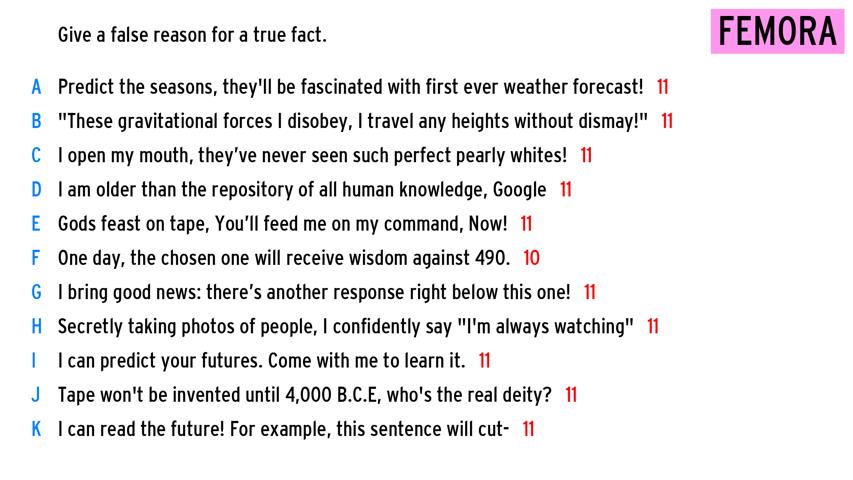 Give a false reason for a true fact.
FEMORA
A Predict the seasons, they'll be fascinated with first ever weather forecast! 11
B "These gravitational forces I disobey, I travel any heights without dismay!" 11
C I open my mouth, they’ve never seen such perfect pearly whites! 11
D I am older than the repository of all human knowledge, Google 11
E Gods feast on tape, You’ll feed me on my command, Now! 11
F One day, the chosen one will receive wisdom against 490. 10
G I bring good news: there’s another response right below this one! 11
H Secretly taking photos of people, I confidently say "I'm always watching" 11
I I can predict your futures. Come with me to learn it. 11
J Tape won't be invented until 4,000 B.C.E, who's the real deity? 11
K I can read the future! For example, this sentence will cut- 11